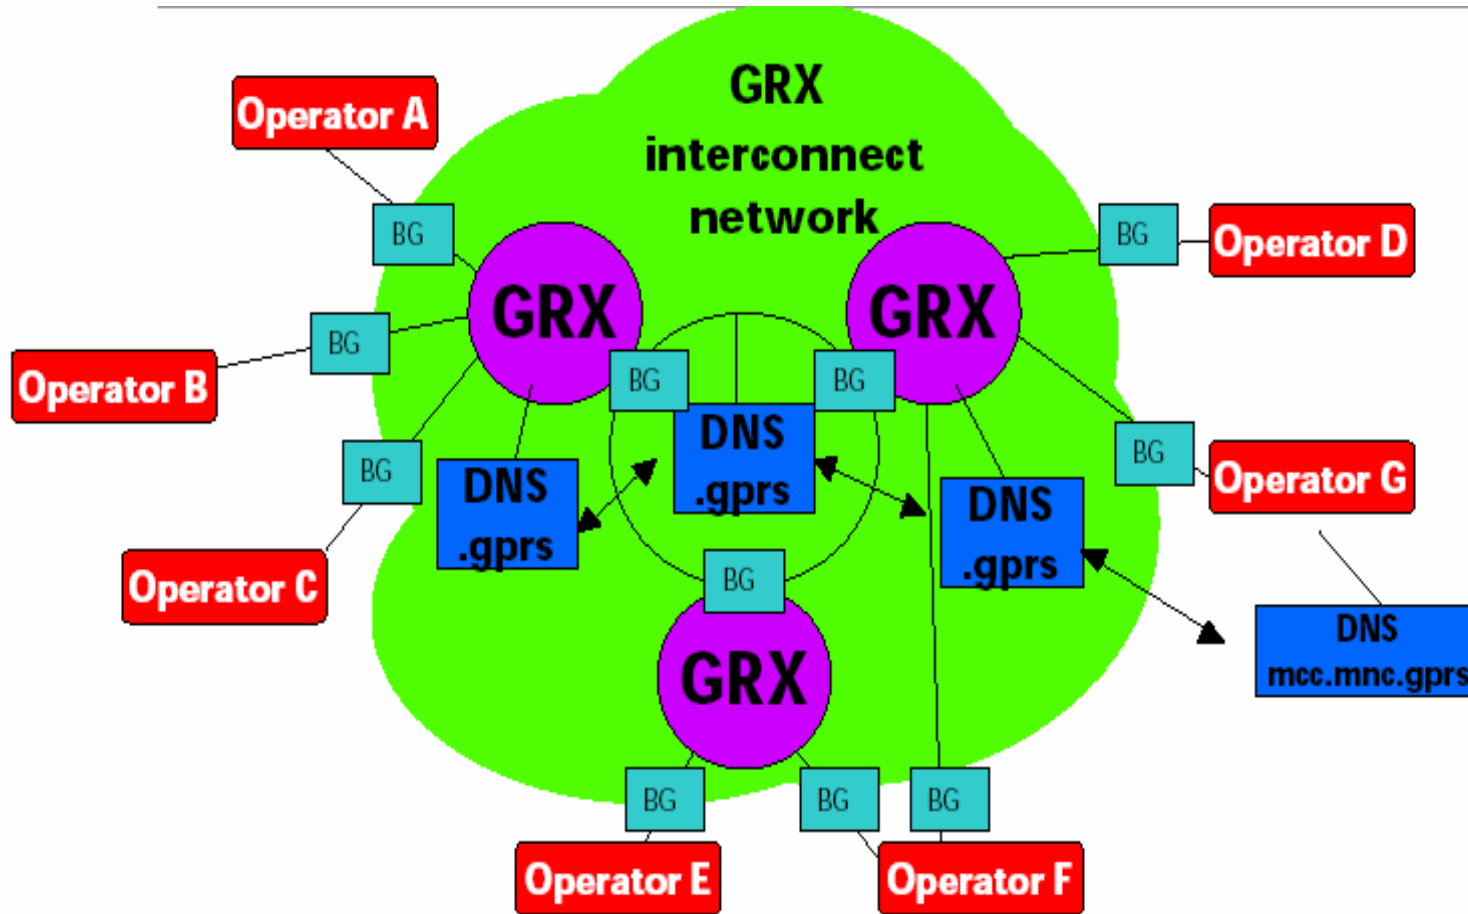 GRX
interconnect
network
Operator A
BG
BG
Operator D
GRX
GRX
BG
Operator B
BG
BG
DNS
.gprs
BG
DNS
.gprs
BG
Operator G
DNS
.gprs
Operator C
BG
DNS
mcc.mnc.gprs
GRX
BG
BG
BG
Operator E
Operator F